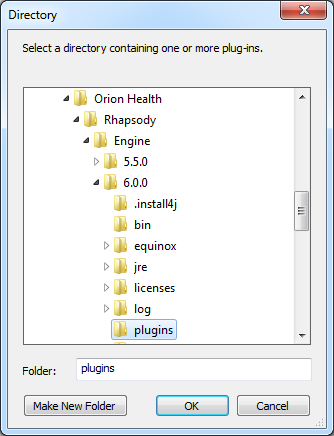 Directory
Select a directory containing one or more plug-ins.
Orion Health
Rhapsody
Engine
5.5.0
6.0.0
.install4j
bin
equinox
jre
licenses
log
plugins
Folder:
plugins
Make New Folder
OK
Cancel